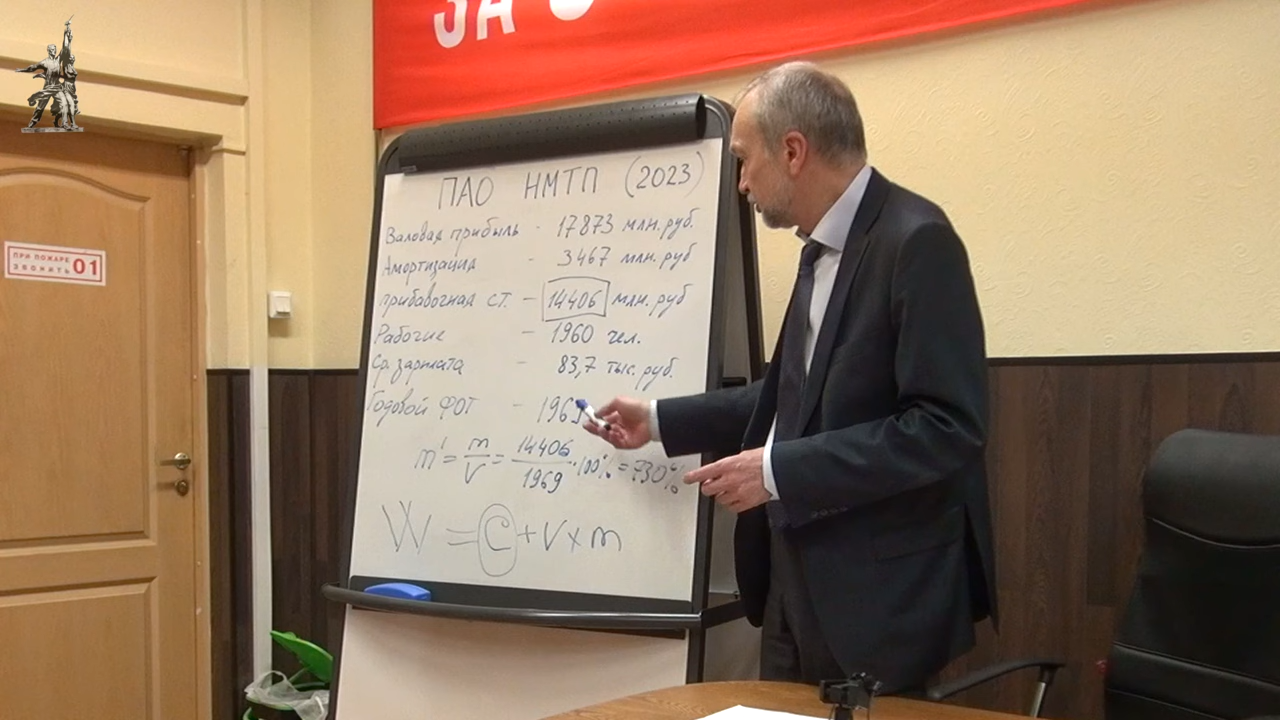 ЗА
ПРИ ПОЖАРЕ
ЗВОНИТЬ 01
ПАО НМТП (2023)
Валовая прибыль - 17873 млн.руб.
Амортизация - 3467 млн.руб
прибавочная ст. - 14406 млн.руб
Рабочие - 1960 чел.
Ср.зарплата - 83,7 тыс.руб.
Годовой ФОТ - 1969
m' = m/v = 14406/1969 · 100% = 730%
W = c + v + m